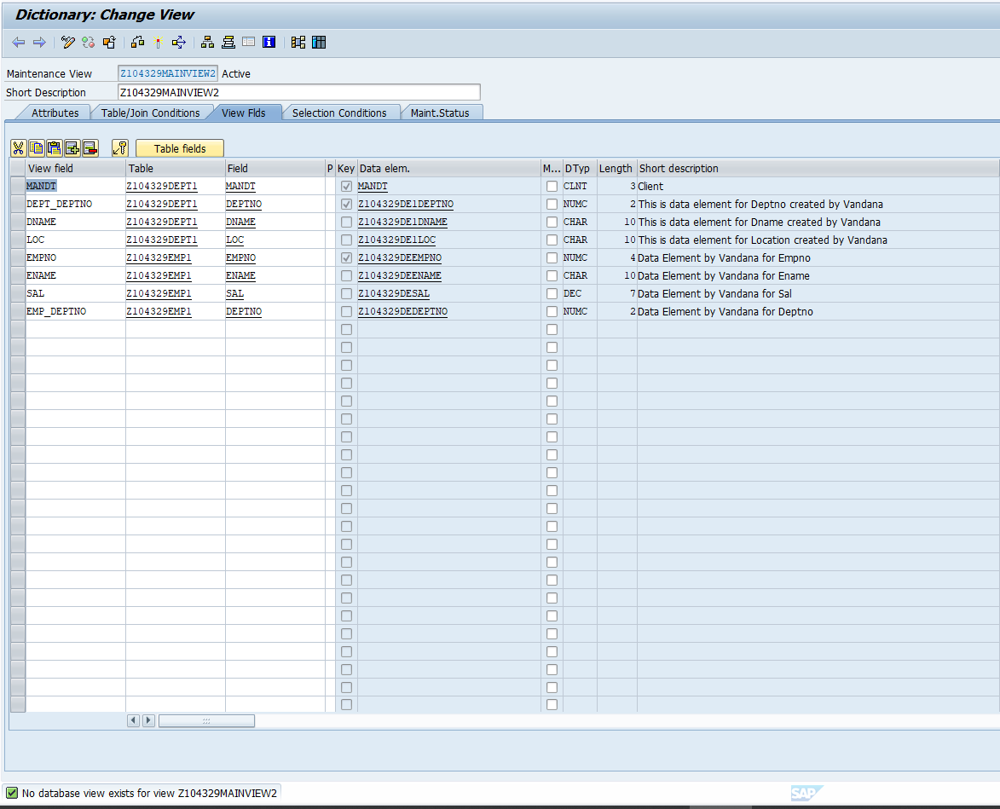 Dictionary: Change View
Maintenance View Z104329MAINVIEW2 Active
Short Description Z104329MAINVIEW2
Attributes Table/Join Conditions View Flds Selection Conditions Maint.Status
Table fields
View field Table Field P Key Data elem. M... DTyp Length Short description
MANDT Z104329DEPT1 MANDT MANDT CLNT 3 Client
DEPT_DEPTNO Z104329DEPT1 DEPTNO Z104329DE1DEPTNO NUMC 2 This is data element for Deptno created by Vandana
DNAME Z104329DEPT1 DNAME Z104329DE1DNAME CHAR 10 This is data element for Dname created by Vandana
LOC Z104329DEPT1 LOC Z104329DE1LOC CHAR 10 This is data element for Location created by Vandana
EMPNO Z104329EMP1 EMPNO Z104329DEEMPNO NUMC 4 Data Element by Vandana for Empno
ENAME Z104329EMP1 ENAME Z104329DEENAME CHAR 10 Data Element by Vandana for Ename
SAL Z104329EMP1 SAL Z104329DESAL DEC 7 Data Element by Vandana for Sal
EMP_DEPTNO Z104329EMP1 DEPTNO Z104329DEDEPTNO NUMC 2 Data Element by Vandana for Deptno
No database view exists for view Z104329MAINVIEW2
SAP